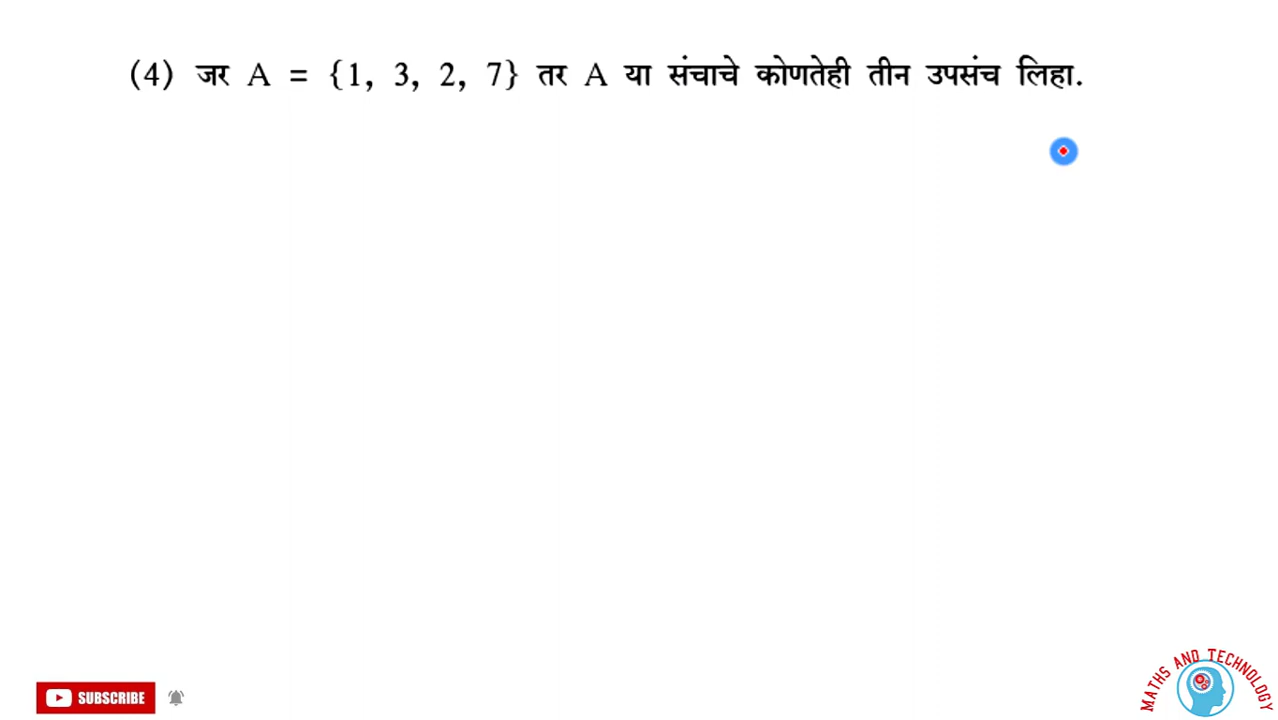 (4) जर A = {1, 3, 2, 7} तर A या संचाचे कोणतेही तीन उपसंच लिहा.
SUBSCRIBE
MATHS AND TECHNOLOGY